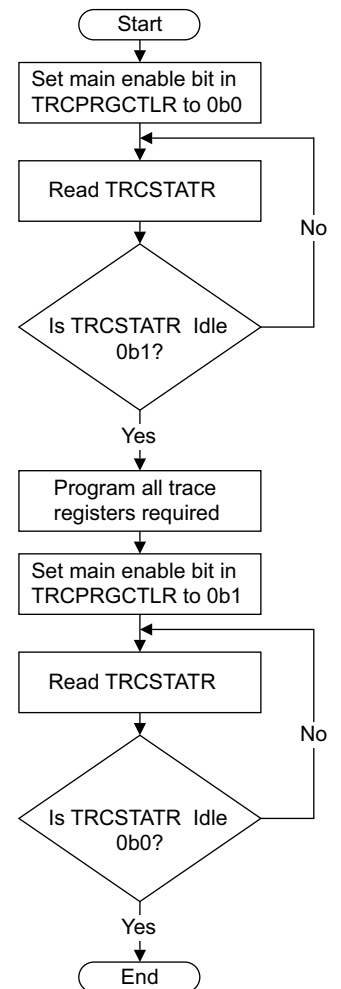 Start
Set main enable bit in
TRCPRGCTLR to 0b0
Read TRCSTATR
No
Is TRCSTATR Idle
0b1?
Yes
Program all trace
registers required
Set main enable bit in
TRCPRGCTLR to 0b1
Read TRCSTATR
No
Is TRCSTATR Idle
0b0?
Yes
End